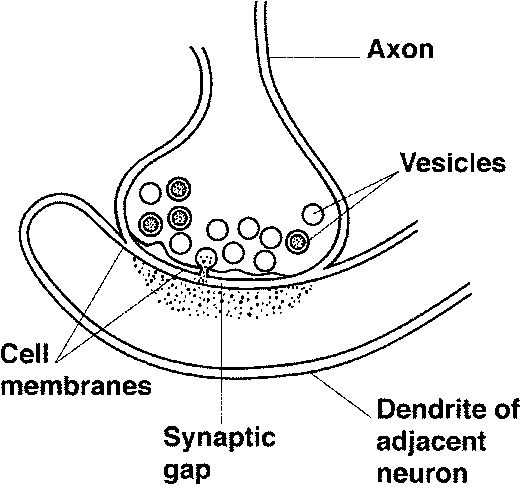 Axon
Vesicles
Cell
membranes
Synaptic
gap
Dendrite of
adjacent
neuron